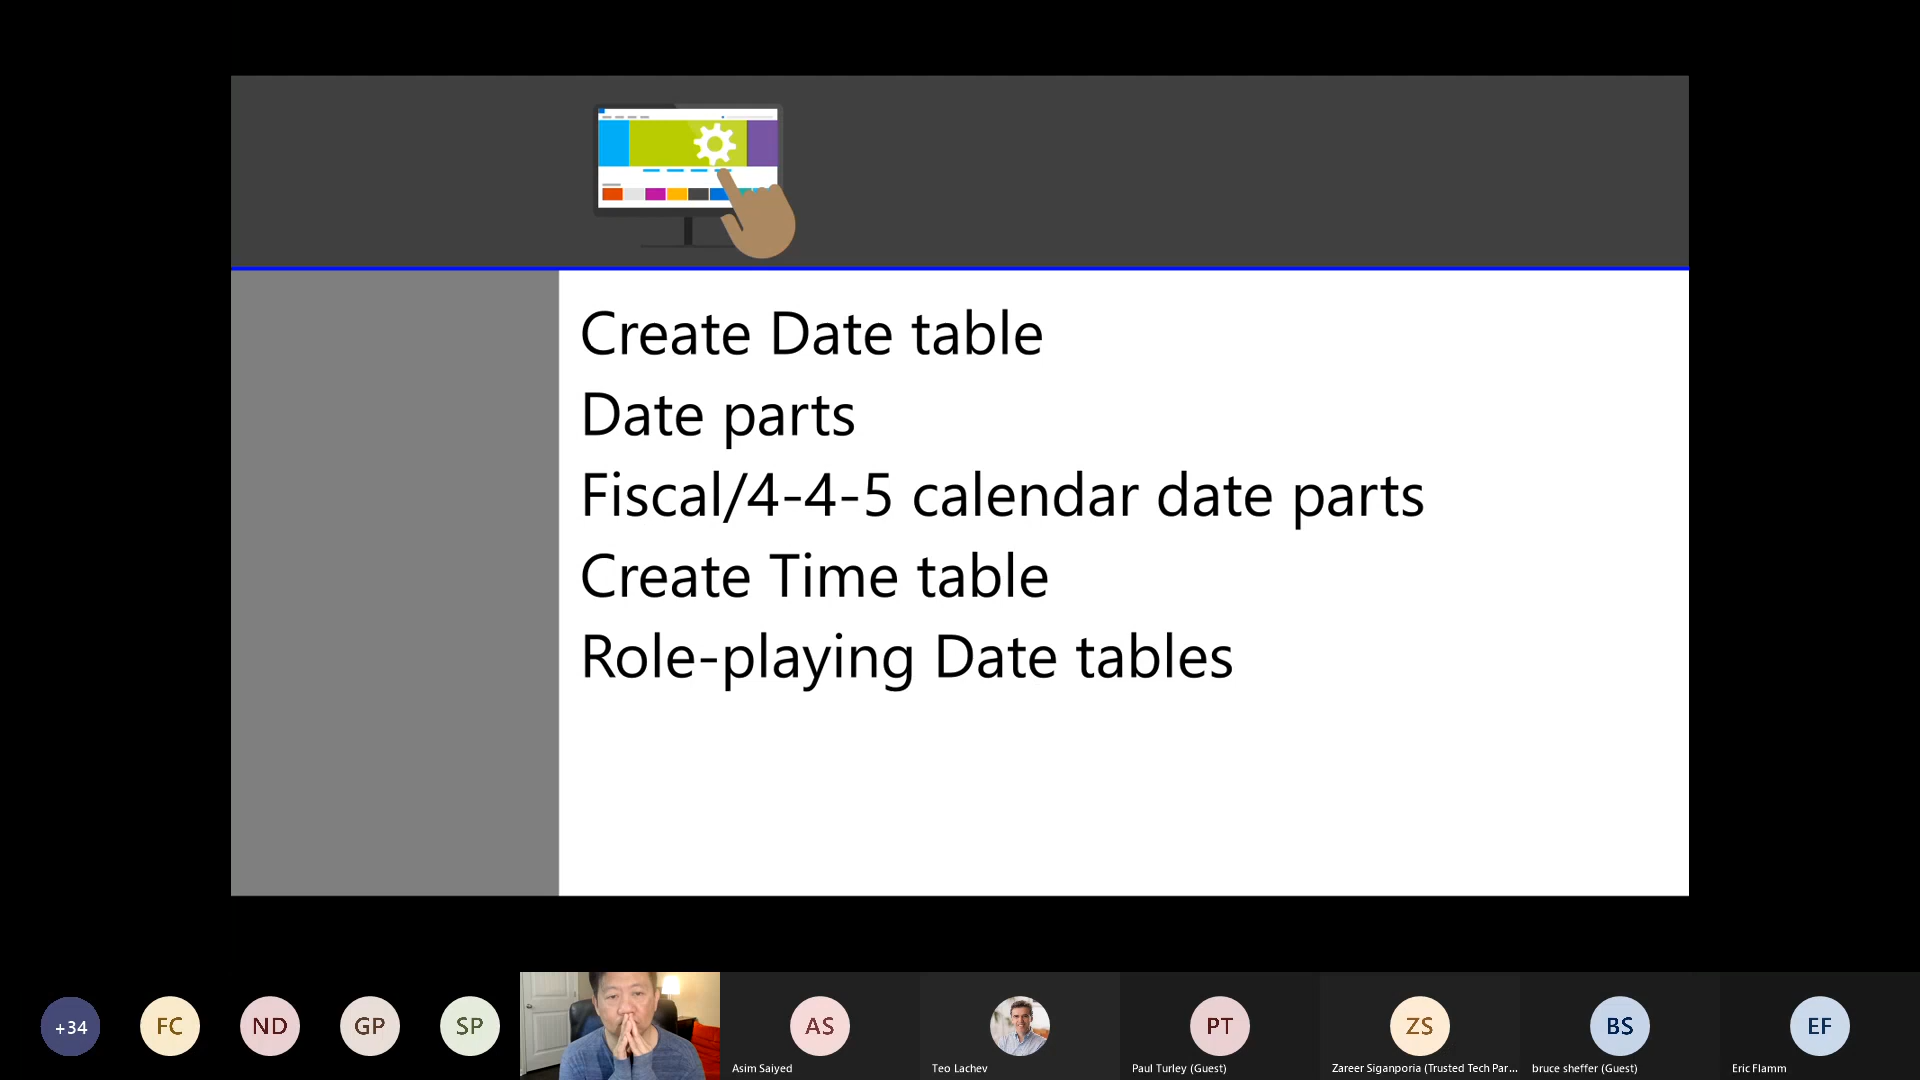 Create Date table
Date parts
Fiscal/4-4-5 calendar date parts
Create Time table
Role-playing Date tables
+34
FC
ND
GP
SP
AS
PT
ZS
BS
EF
Asim Saiyed
Teo Lachev
Paul Turley (Guest)
Zareer Siganporia (Trusted Tech Par...
bruce sheffer (Guest)
Eric Flamm